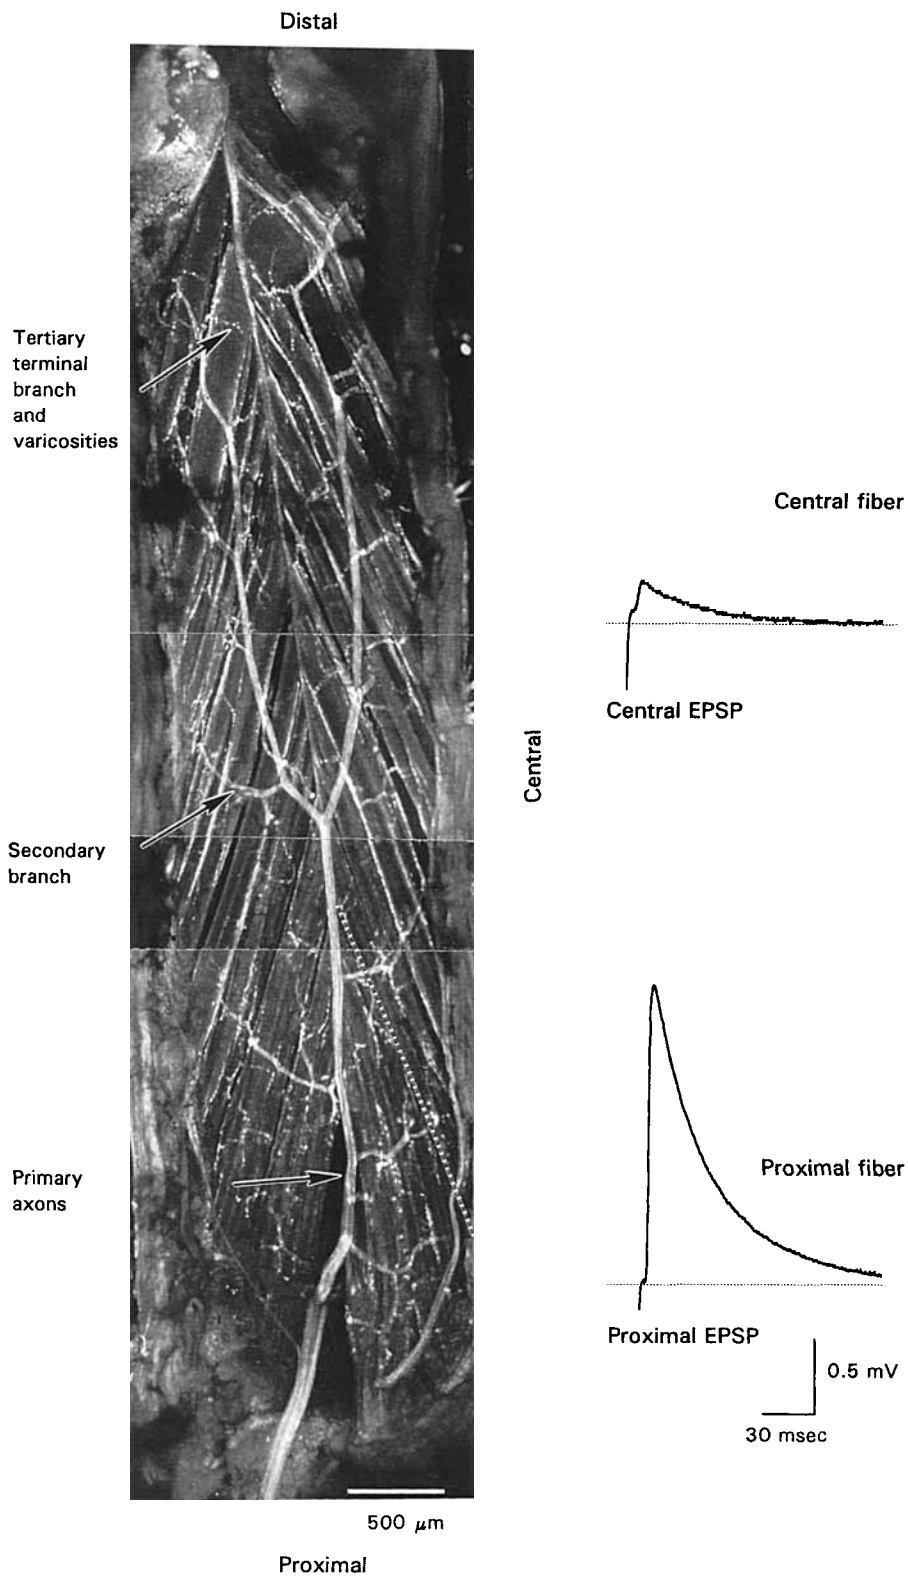 Distal
Tertiary
terminal
branch
and
varicosities
Central fiber
Central EPSP
Central
Secondary
branch
Primary
axons
Proximal fiber
Proximal EPSP
0.5 mV
30 msec
500 μm
Proximal